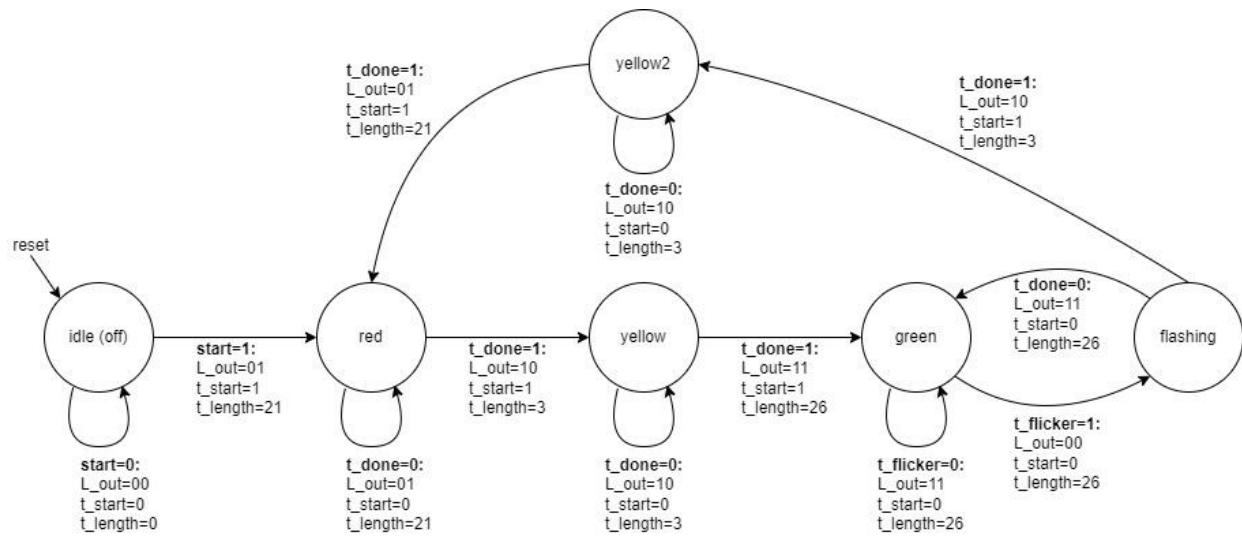 yellow2
t_done=1:
L_out=01
t_start=1
t_length=21
t_done=1:
L_out=10
t_start=1
t_length=3
t_done=0:
L_out=10
t_start=0
t_length=3
reset
idle (off)
start=1:
L_out=01
t_start=1
t_length=21
start=0:
L_out=00
t_start=0
t_length=0
red
t_done=1:
L_out=10
t_start=1
t_length=3
t_done=0:
L_out=01
t_start=0
t_length=21
yellow
t_done=1:
L_out=11
t_start=1
t_length=26
t_done=0:
L_out=10
t_start=0
t_length=3
green
t_done=0:
L_out=11
t_start=0
t_length=26
flashing
t_flicker=0:
L_out=11
t_start=0
t_length=26
t_flicker=1:
L_out=00
t_start=0
t_length=26